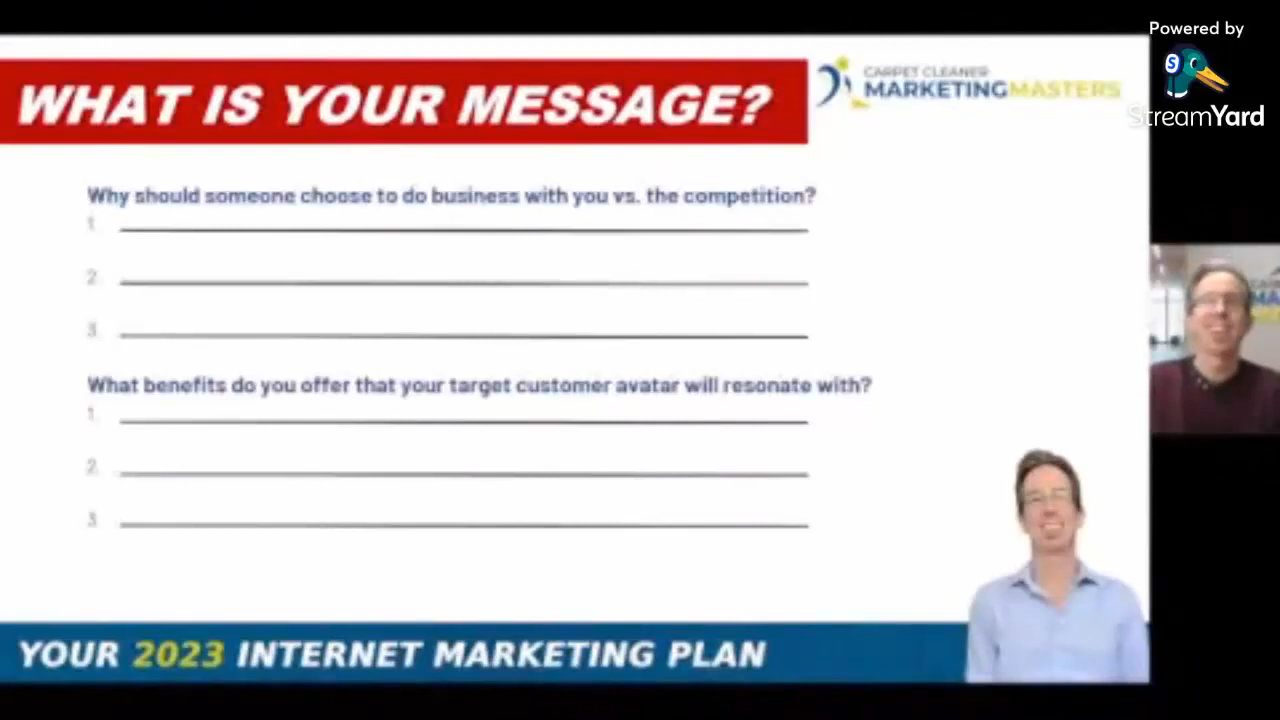 Powered by
StreamYard
WHAT IS YOUR MESSAGE?
CARPET CLEANER
MARKETINGMASTERS
Why should someone choose to do business with you vs. the competition?
1.
2.
3.
What benefits do you offer that your target customer avatar will resonate with?
1.
2.
3.
YOUR 2023 INTERNET MARKETING PLAN